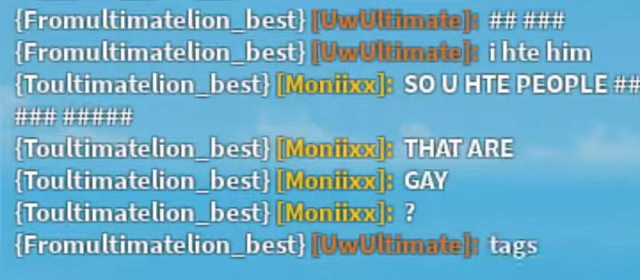 {Fromultimatelion_best} [UwUltimate]: ## ###
{Fromultimatelion_best} [UwUltimate]: i hte him
{Toultimatelion_best} [Moniixx]: SO U HTE PEOPLE ##
### #####
{Toultimatelion_best} [Moniixx]: THAT ARE
{Toultimatelion_best} [Moniixx]: GAY
{Toultimatelion_best} [Moniixx]: ?
{Fromultimatelion_best} [UwUltimate]: tags